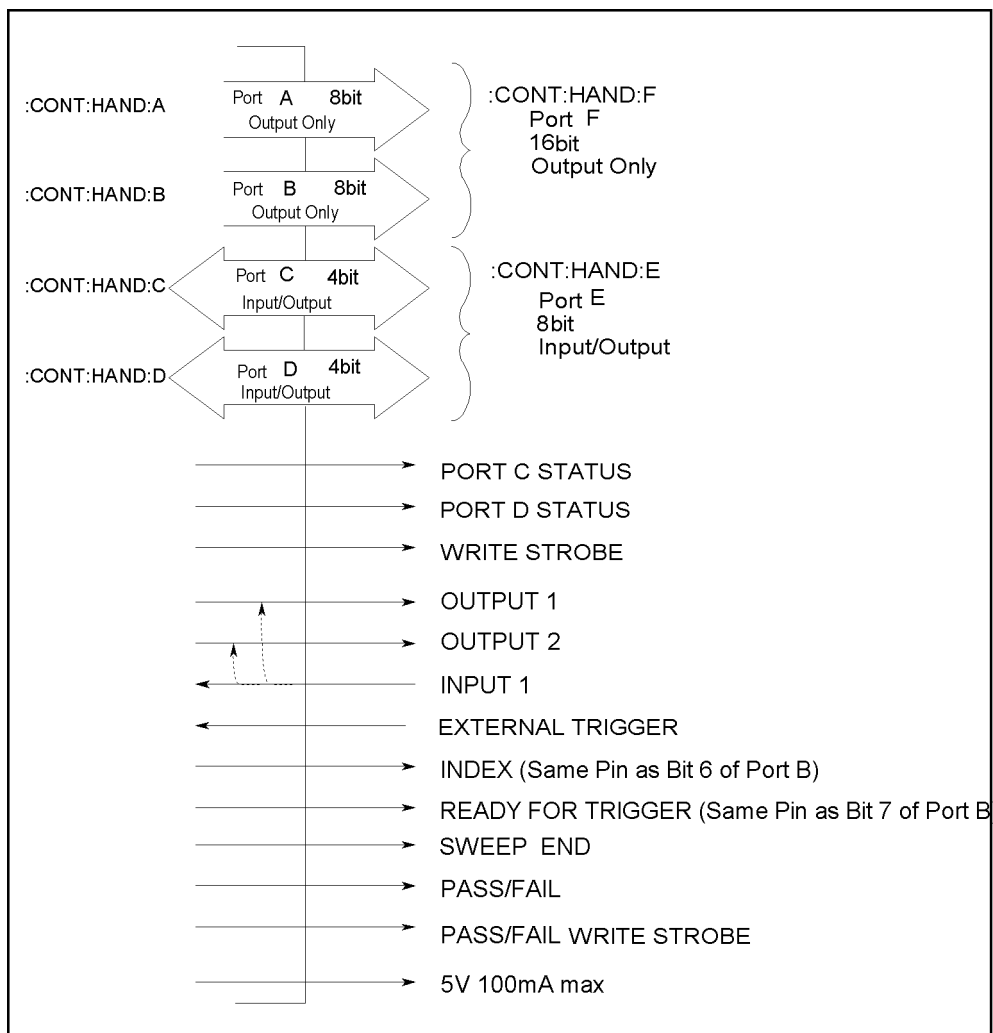 :CONT:HAND:A
Port A 8bit
Output Only
:CONT:HAND:F
Port F
16bit
Output Only
:CONT:HAND:B
Port B 8bit
Output Only
:CONT:HAND:C
Port C 4bit
Input/Output
:CONT:HAND:E
Port E
8bit
Input/Output
:CONT:HAND:D
Port D 4bit
Input/Output
PORT C STATUS
PORT D STATUS
WRITE STROBE
OUTPUT 1
OUTPUT 2
INPUT 1
EXTERNAL TRIGGER
INDEX (Same Pin as Bit 6 of Port B)
READY FOR TRIGGER (Same Pin as Bit 7 of Port B
SWEEP END
PASS/FAIL
PASS/FAIL WRITE STROBE
5V 100mA max